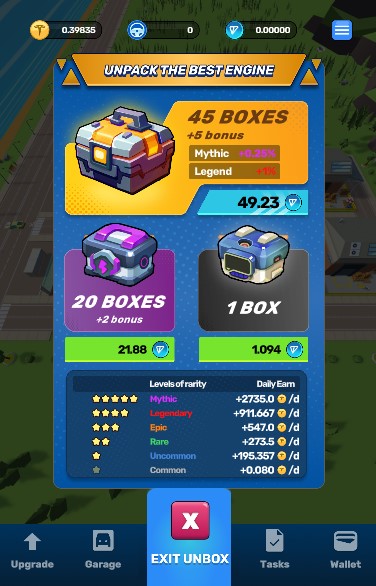 0.39835
0
0.00000
UNPACK THE BEST ENGINE
45 BOXES
+5 bonus
Mythic +0.25%
Legend +1%
49.23
20 BOXES
+2 bonus
21.88
1 BOX
1.094
Levels of rarity Daily Earn
Mythic +2735.0 /d
Legendary +911.667 /d
Epic +547.0 /d
Rare +273.5 /d
Uncommon +195.357 /d
Common +0.080 /d
X
EXIT UNBOX
Upgrade
Garage
Tasks
Wallet